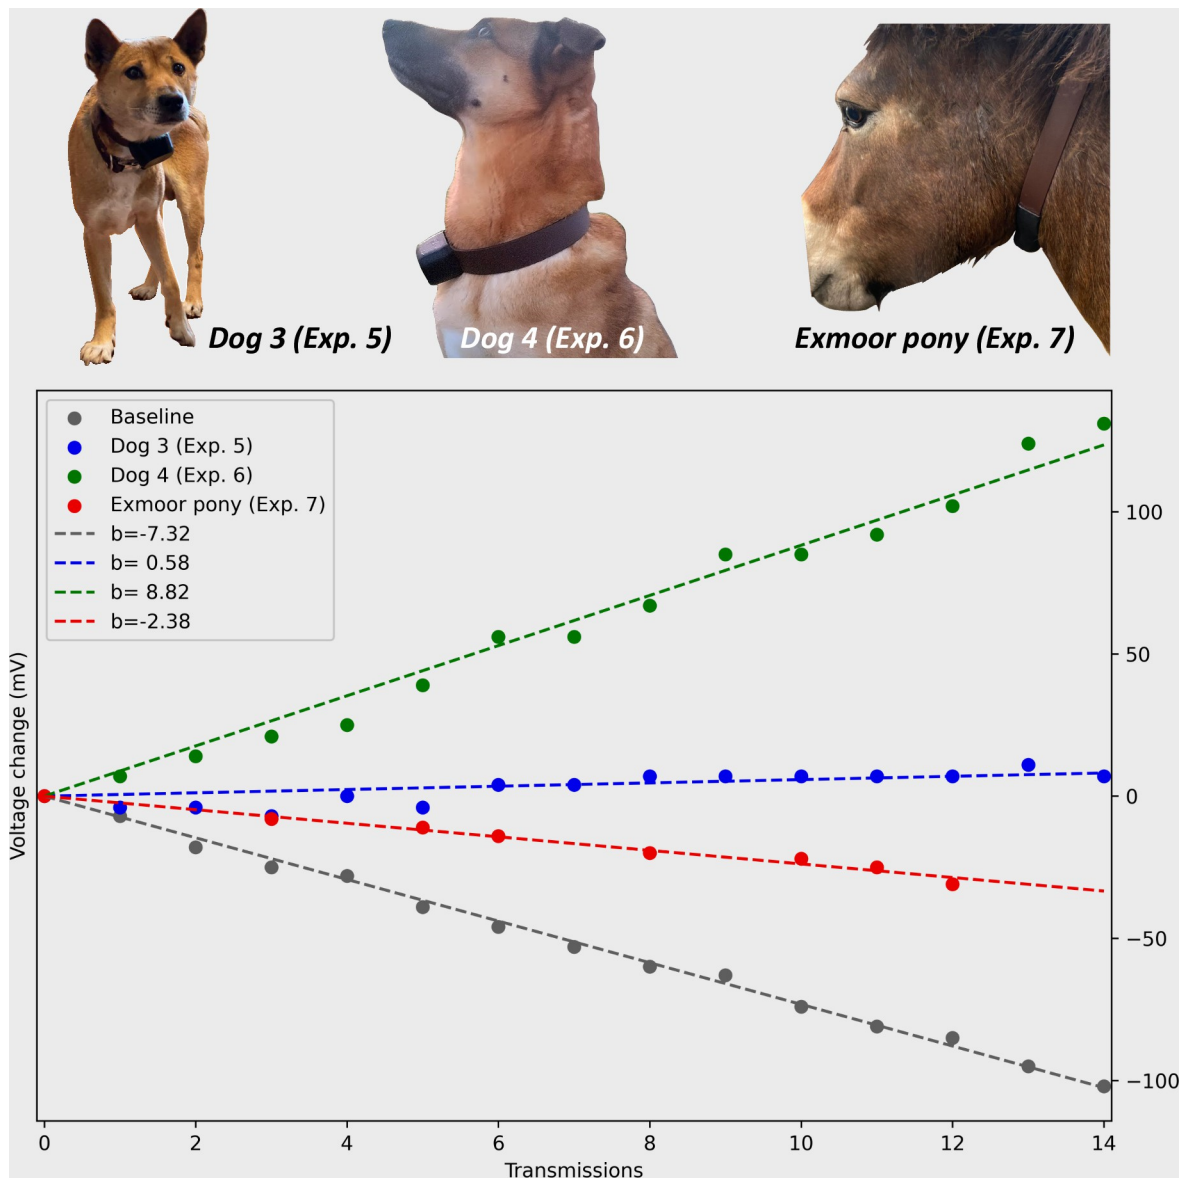 Dog 3 (Exp. 5)
Dog 4 (Exp. 6)
Exmoor pony (Exp. 7)
Baseline
Dog 3 (Exp. 5)
Dog 4 (Exp. 6)
Exmoor pony (Exp. 7)
b=-7.32
b= 0.58
b= 8.82
b=-2.38
Voltage change (mV)
100
50
0
−50
−100
0 2 4 6 8 10 12 14
Transmissions